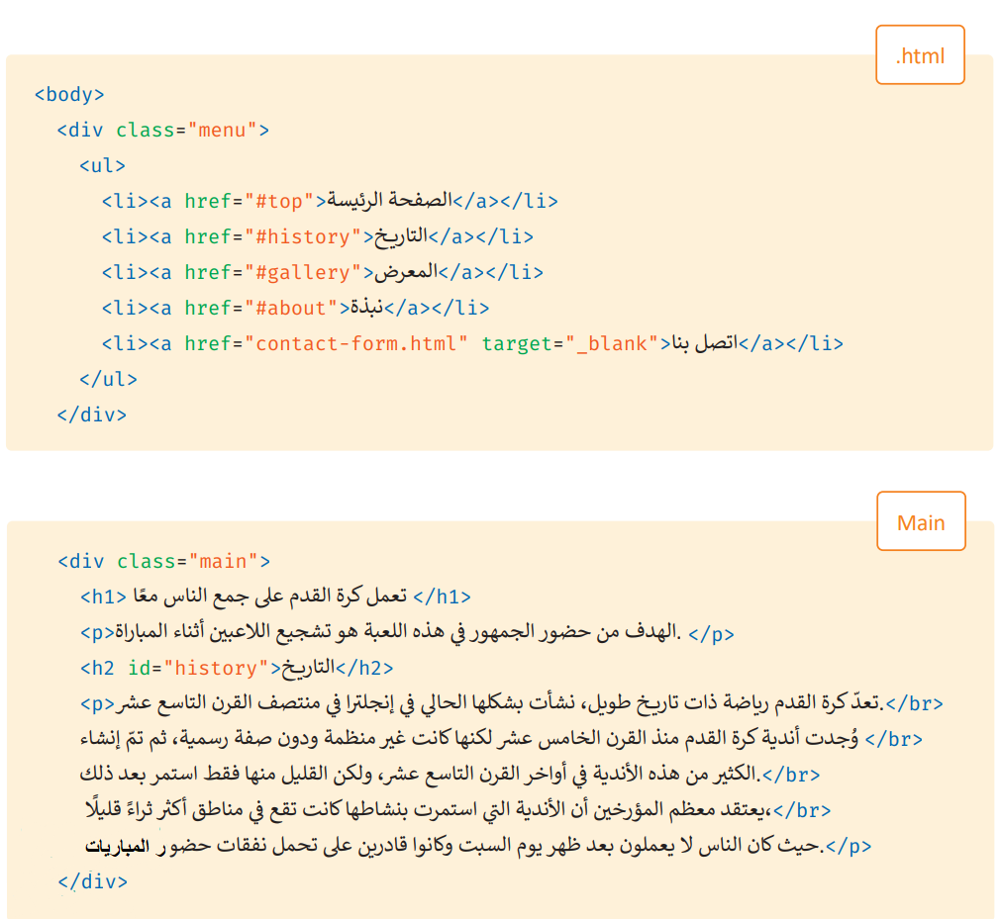 .html
<body>
<div class="menu">
<ul>
<li><a href="#top">الصفحة الرئيسة</a></li>
<li><a href="#history">التاريخ</a></li>
<li><a href="#gallery">المعرض</a></li>
<li><a href="#about">نبذة</a></li>
<li><a href="contact-form.html" target="_blank">اتصل بنا</a></li>
</ul>
</div>
Main
<div class="main">
<h1> تعمل كرة القدم على جمع الناس معًا </h1>
<p>الهدف من حضور الجمهور في هذه اللعبة هو تشجيع اللاعبين أثناء المباراة. </p>
<h2 id="history">التاريخ</h2>
<p>تعدّ كرة القدم رياضة ذات تاريخ طويل، نشأت بشكلها الحالي في إنجلترا في منتصف القرن التاسع عشر.</br>
وُجدت أندية كرة القدم منذ القرن الخامس عشر لكنها كانت غير منظمة ودون صفة رسمية، ثم تمّ إنشاء </br>
الكثير من هذه الأندية في أواخر القرن التاسع عشر، ولكن القليل منها فقط استمر بعد ذلك.</br>
يعتقد معظم المؤرخين أن الأندية التي استمرت بنشاطها كانت تقع في مناطق أكثر ثراءً قليلًا،</br>
حيث كان الناس لا يعملون بعد ظهر يوم السبت وكانوا قادرين على تحمل نفقات حضور المباريات.</p>
</div>